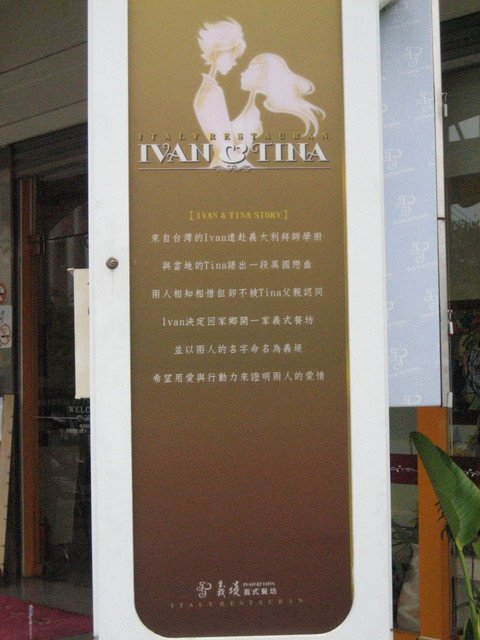 ITALY RESTAURAN
IVAN & TINA
[ IVAN & TINA STORY ]
來自台灣的Ivan遠赴義大利拜師學廚
與當地的Tina譜出一段異國戀曲
兩人相知相惜但卻不被Tina父親認同
Ivan決定回家鄉開一家義式餐坊
並以兩人的名字命名為義堤
希望用愛與行動力來證明兩人的愛情
義堤 IVAN & TINA 義式餐坊
ITALY RESTAURAN
WELC